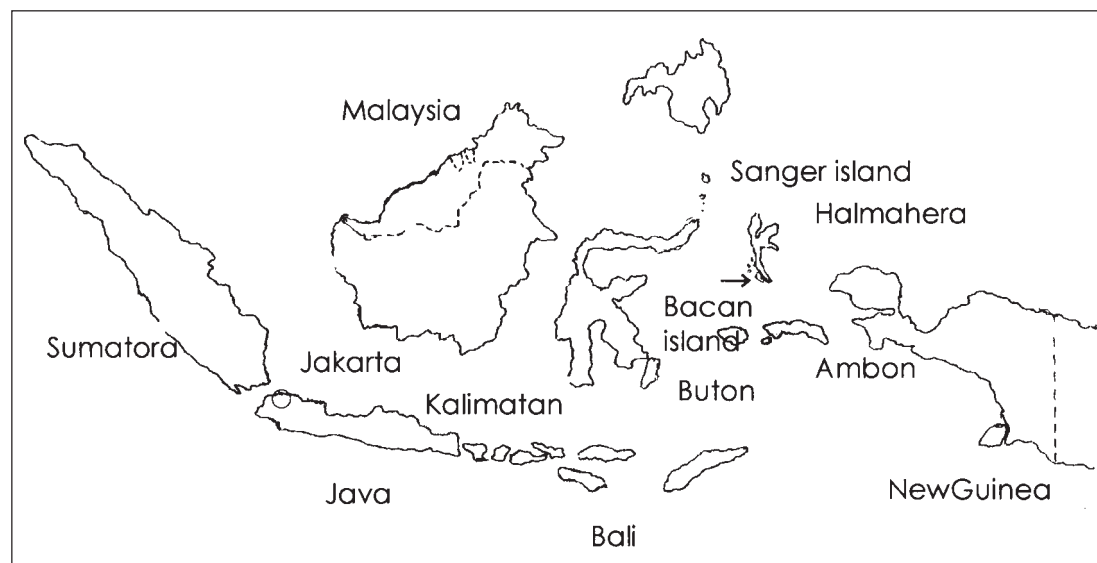 Malaysia
Sanger island
Halmahera
Bacan
island
Sumatora
Jakarta
Ambon
Kalimatan
Buton
Java
NewGuinea
Bali